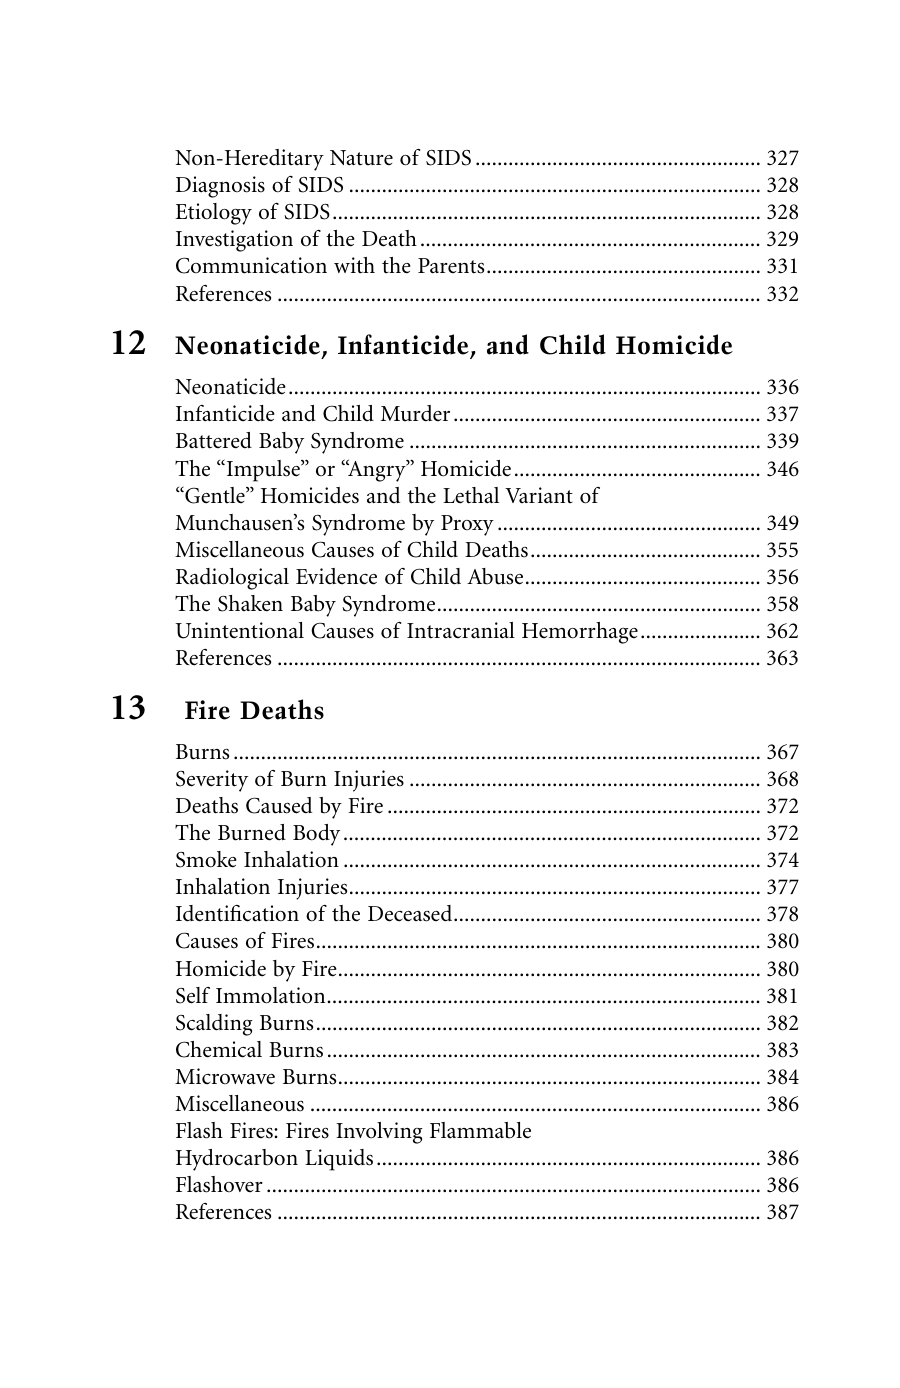 Non-Hereditary Nature of SIDS .................................................... 327
Diagnosis of SIDS ........................................................................... 328
Etiology of SIDS.............................................................................. 328
Investigation of the Death .............................................................. 329
Communication with the Parents.................................................. 331
References ........................................................................................ 332
12 Neonaticide, Infanticide, and Child Homicide
Neonaticide...................................................................................... 336
Infanticide and Child Murder ........................................................ 337
Battered Baby Syndrome ................................................................ 339
The “Impulse” or “Angry” Homicide............................................. 346
“Gentle” Homicides and the Lethal Variant of
Munchausen’s Syndrome by Proxy ................................................ 349
Miscellaneous Causes of Child Deaths.......................................... 355
Radiological Evidence of Child Abuse........................................... 356
The Shaken Baby Syndrome........................................................... 358
Unintentional Causes of Intracranial Hemorrhage...................... 362
References ........................................................................................ 363
13 Fire Deaths
Burns ................................................................................................ 367
Severity of Burn Injuries ................................................................ 368
Deaths Caused by Fire .................................................................... 372
The Burned Body ............................................................................ 372
Smoke Inhalation ............................................................................ 374
Inhalation Injuries........................................................................... 377
Identification of the Deceased........................................................ 378
Causes of Fires................................................................................. 380
Homicide by Fire............................................................................. 380
Self Immolation............................................................................... 381
Scalding Burns................................................................................. 382
Chemical Burns ............................................................................... 383
Microwave Burns............................................................................. 384
Miscellaneous .................................................................................. 386
Flash Fires: Fires Involving Flammable
Hydrocarbon Liquids ...................................................................... 386
Flashover .......................................................................................... 386
References ........................................................................................ 387